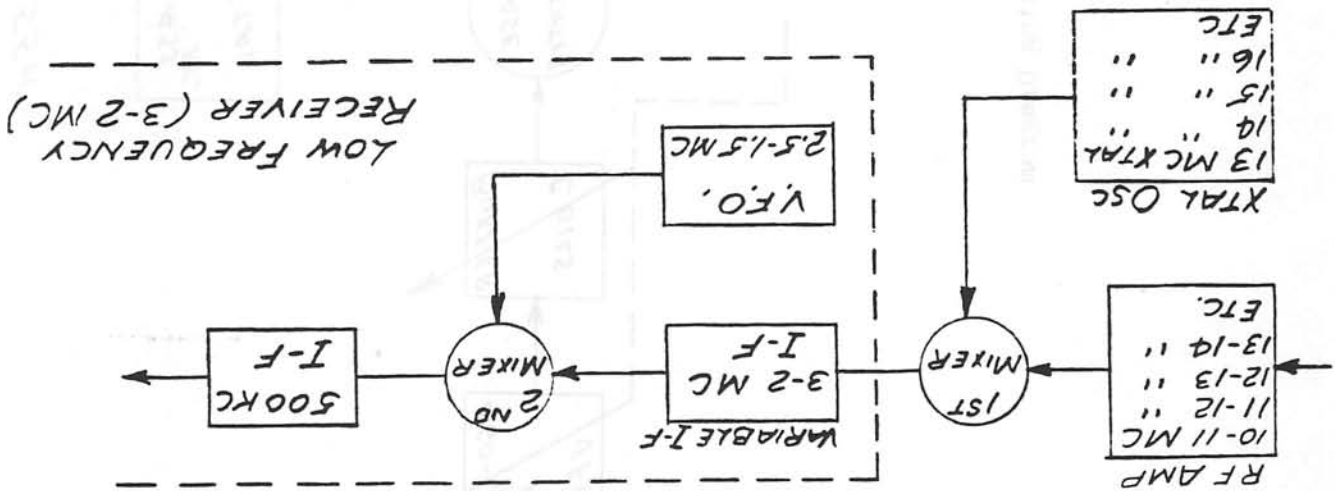 RF AMP
10-11 MC
11-12 "
12-13 "
13-14 "
ETC.
1ST
MIXER
VARIABLE I-F
3-2 MC
I-F
2ND
MIXER
500KC
I-F
XTAL OSC
13 MC XTAL
14 " "
15 " "
16 " "
ETC
V.F.O.
2.5-1.5 MC
LOW FREQUENCY
RECEIVER (3-2 MC)